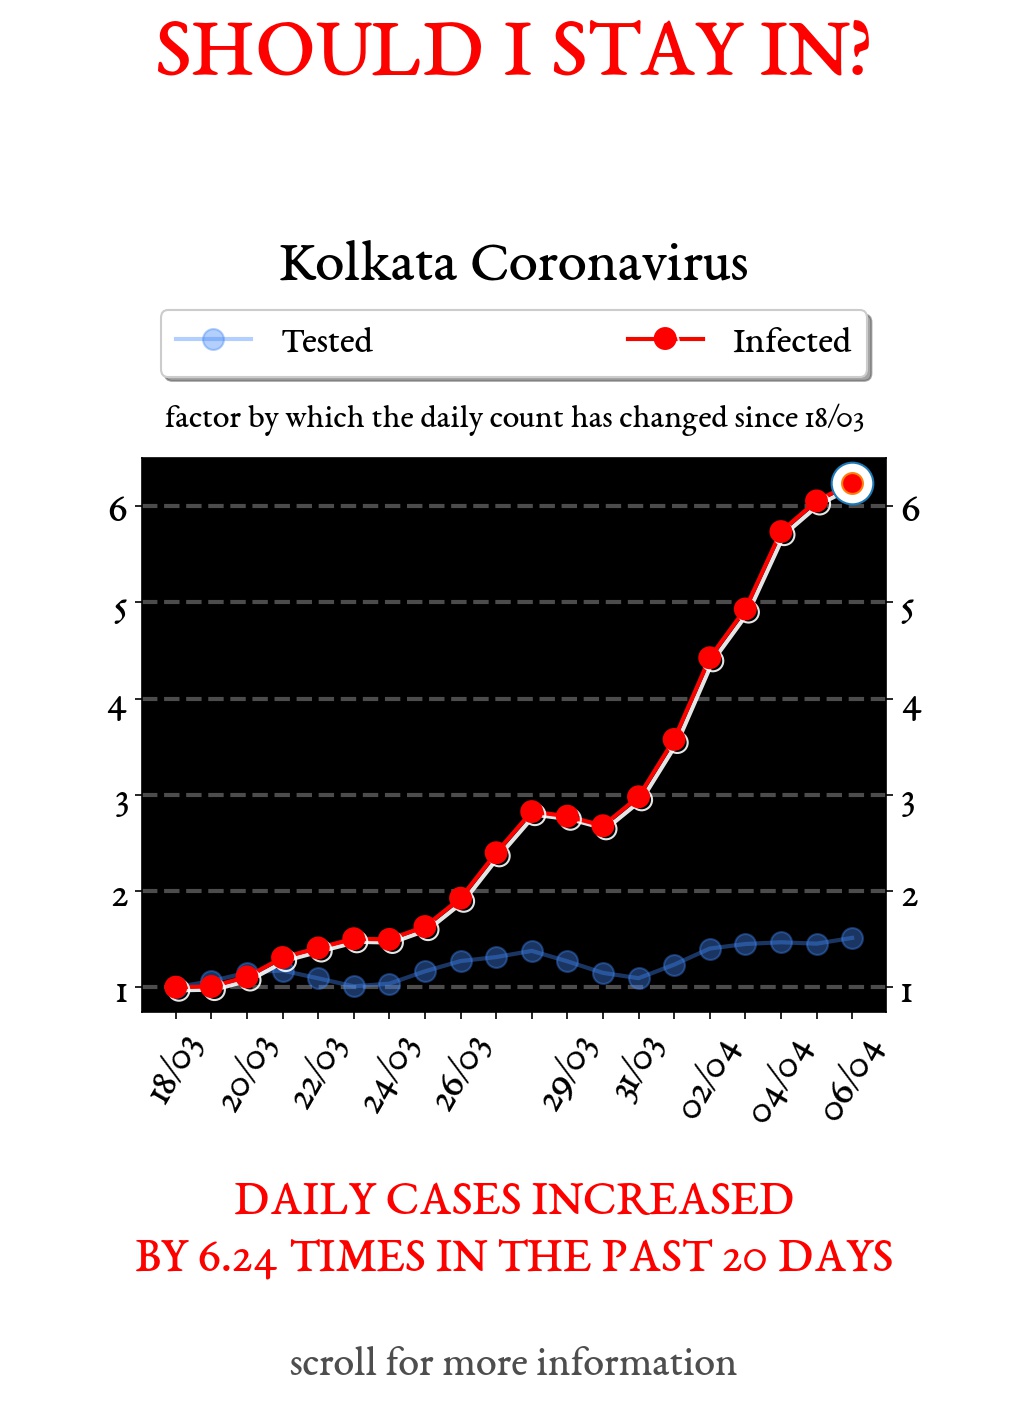 SHOULD I STAY IN?
Kolkata Coronavirus
Tested Infected
factor by which the daily count has changed since 18/03
6 6
5 5
4 4
3 3
2 2
1 1
18/03 20/03 22/03 24/03 26/03 29/03 31/03 02/04 04/04 06/04
DAILY CASES INCREASED
BY 6.24 TIMES IN THE PAST 20 DAYS
scroll for more information